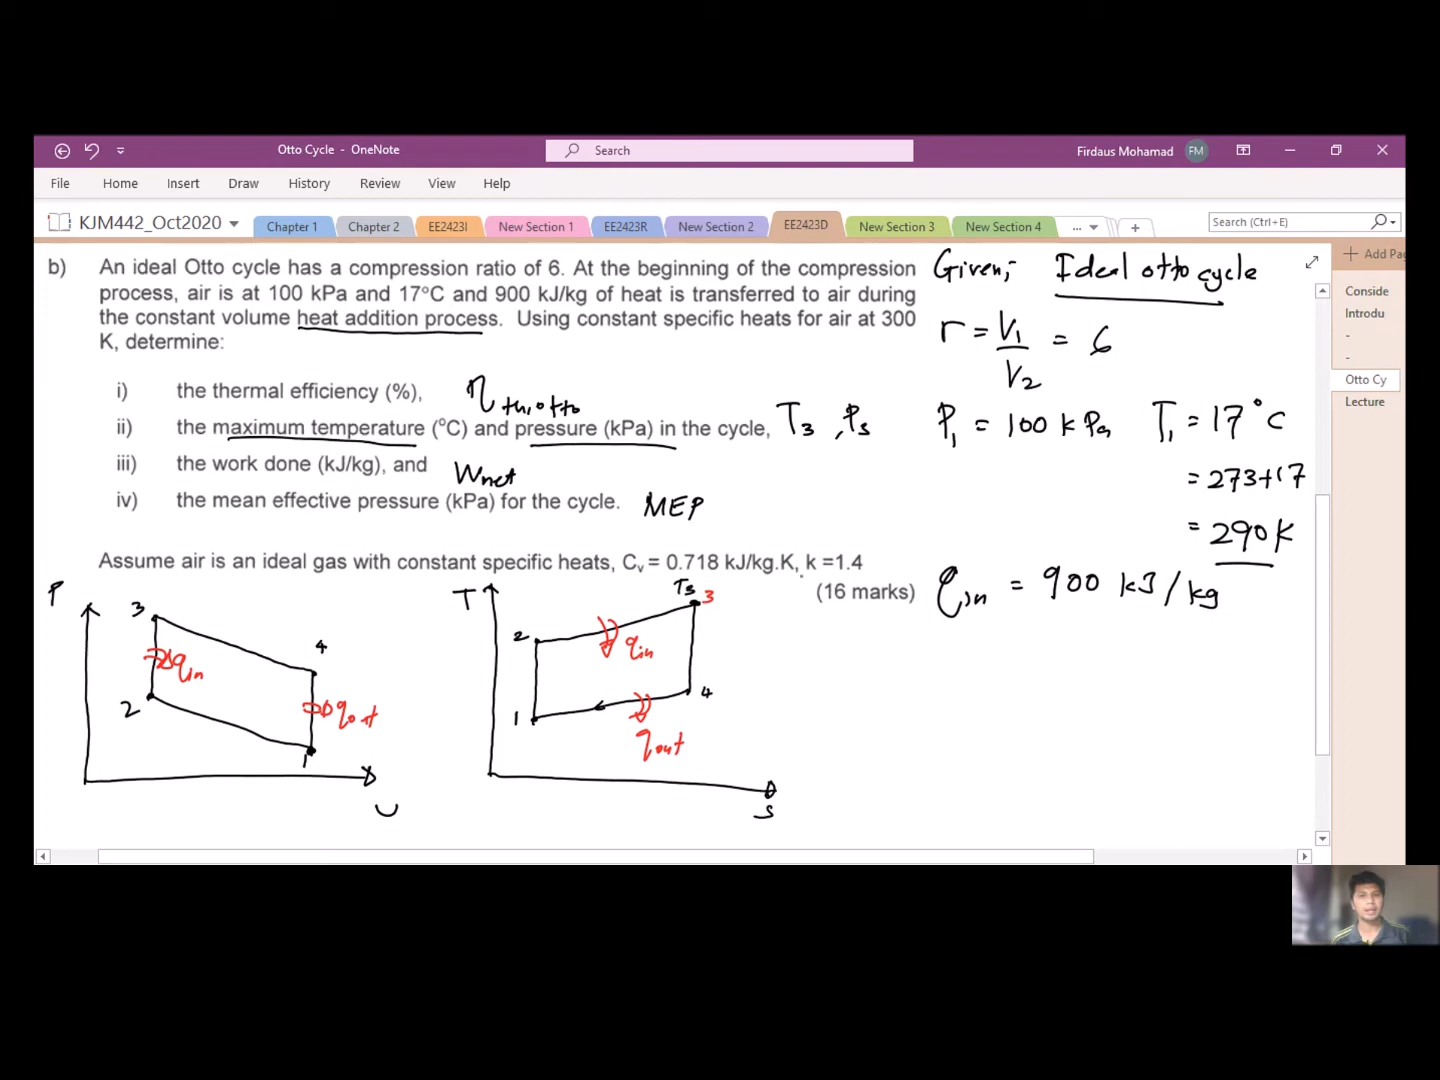 Otto Cycle - OneNote
Search
Firdaus Mohamad FM
File Home Insert Draw History Review View Help
KJM442_Oct2020 Chapter 1 Chapter 2 EE2423I New Section 1 EE2423R New Section 2 EE2423D New Section 3 New Section 4 ... + Search (Ctrl+E)
+ Add Pag
Conside
Introdu
-
-
Otto Cy
Lecture
b) An ideal Otto cycle has a compression ratio of 6. At the beginning of the compression
process, air is at 100 kPa and 17°C and 900 kJ/kg of heat is transferred to air during
the constant volume heat addition process. Using constant specific heats for air at 300
K, determine:
i) the thermal efficiency (%), η th, otto
ii) the maximum temperature (°C) and pressure (kPa) in the cycle, T3, P3
iii) the work done (kJ/kg), and Wnet
iv) the mean effective pressure (kPa) for the cycle. MEP
Assume air is an ideal gas with constant specific heats, Cv = 0.718 kJ/kg.K, k =1.4
(16 marks)
Given; Ideal otto cycle
r = V1/V2 = 6
P1 = 100 kPa T1 = 17°C
= 273+17
= 290K
qin = 900 kJ/kg
P
3
4
qin
2
qout
1
υ
T
T3 3
2
qin
4
1
qout
s